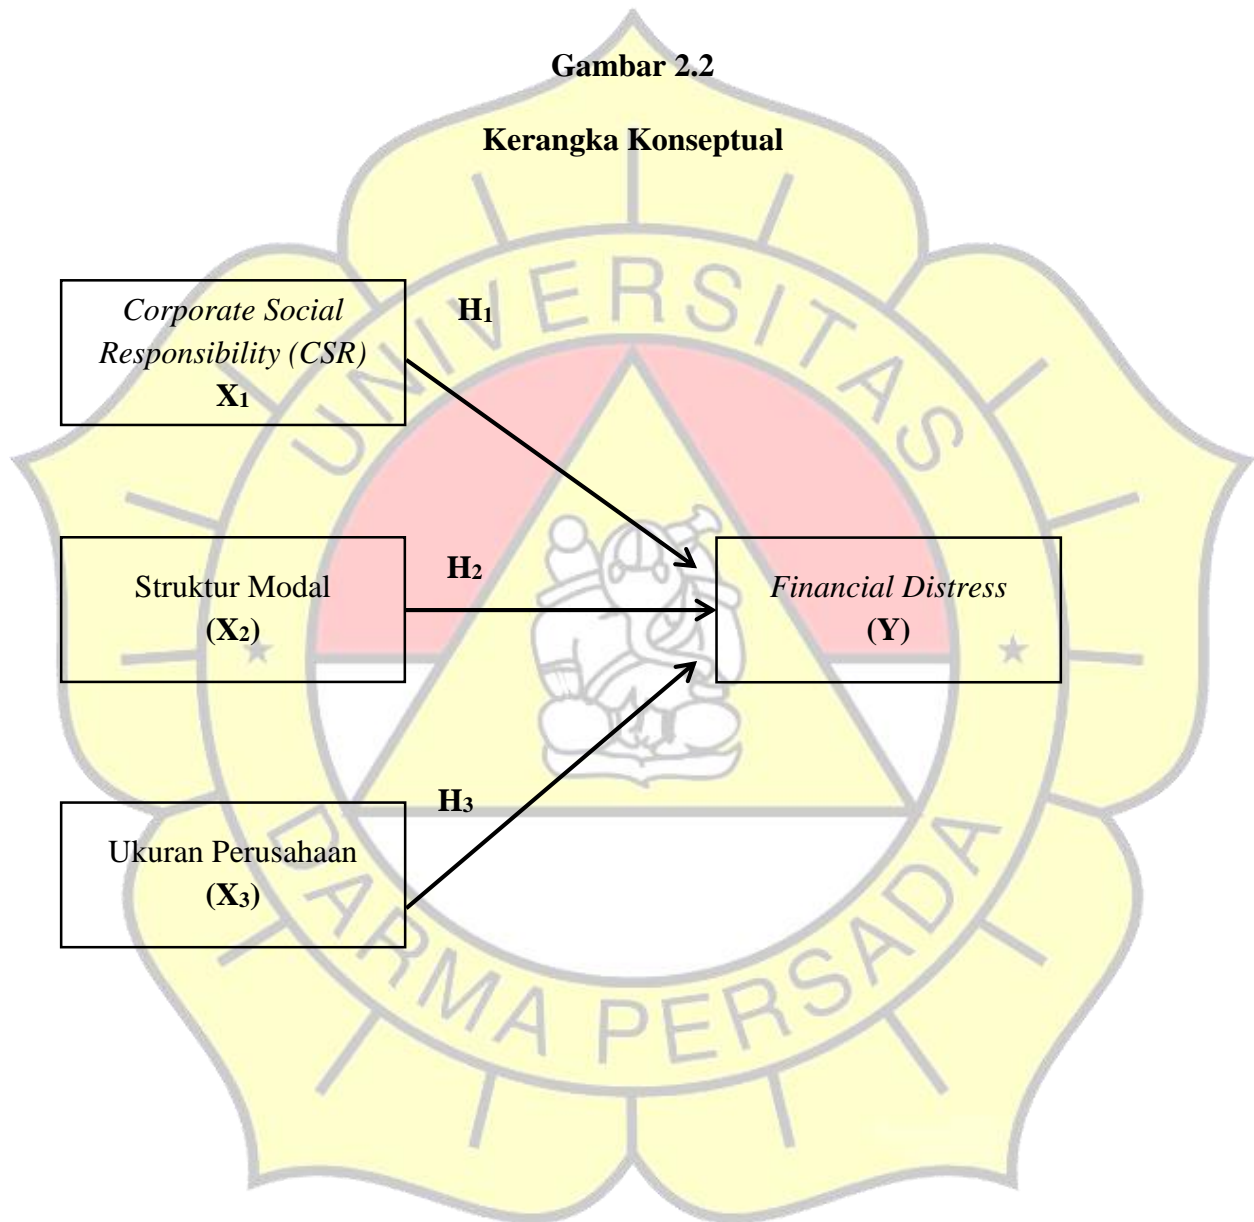 Gambar 2.2
Kerangka Konseptual
UNIVERSITAS
Corporate Social
Responsibility (CSR)
X₁
H₁
Struktur Modal
(X₂)
H₂
Financial Distress
(Y)
Ukuran Perusahaan
(X₃)
H₃
DARMA PERSADA